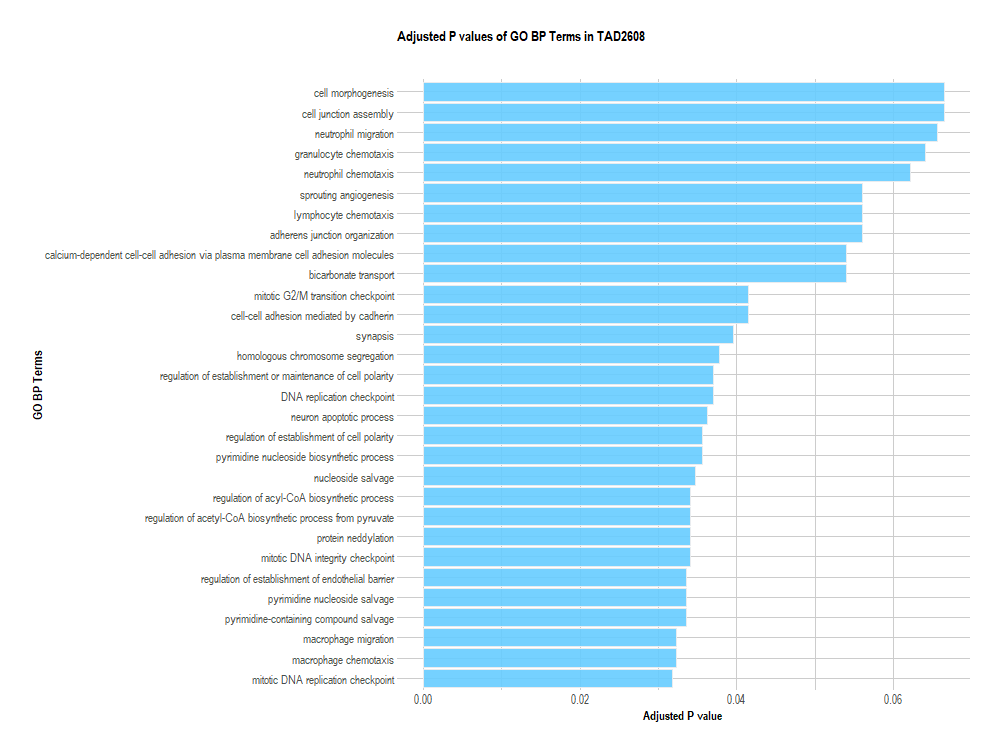 Adjusted P values of GO BP Terms in TAD2608
cell morphogenesis
cell junction assembly
neutrophil migration
granulocyte chemotaxis
neutrophil chemotaxis
sprouting angiogenesis
lymphocyte chemotaxis
adherens junction organization
calcium-dependent cell-cell adhesion via plasma membrane cell adhesion molecules
bicarbonate transport
mitotic G2/M transition checkpoint
cell-cell adhesion mediated by cadherin
synapsis
homologous chromosome segregation
regulation of establishment or maintenance of cell polarity
DNA replication checkpoint
neuron apoptotic process
regulation of establishment of cell polarity
pyrimidine nucleoside biosynthetic process
nucleoside salvage
regulation of acyl-CoA biosynthetic process
regulation of acetyl-CoA biosynthetic process from pyruvate
protein neddylation
mitotic DNA integrity checkpoint
regulation of establishment of endothelial barrier
pyrimidine nucleoside salvage
pyrimidine-containing compound salvage
macrophage migration
macrophage chemotaxis
mitotic DNA replication checkpoint
GO BP Terms
0.00 0.02 0.04 0.06
Adjusted P value